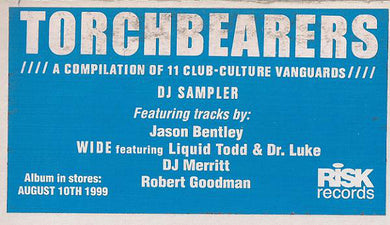 TORCHBEARERS
//// A COMPILATION OF 11 CLUB-CULTURE VANGUARDS ////
DJ SAMPLER
Featuring tracks by:
Jason Bentley
WIDE featuring Liquid Todd & Dr. Luke
DJ Merritt
Robert Goodman
Album in stores:
AUGUST 10TH 1999
RISK
records